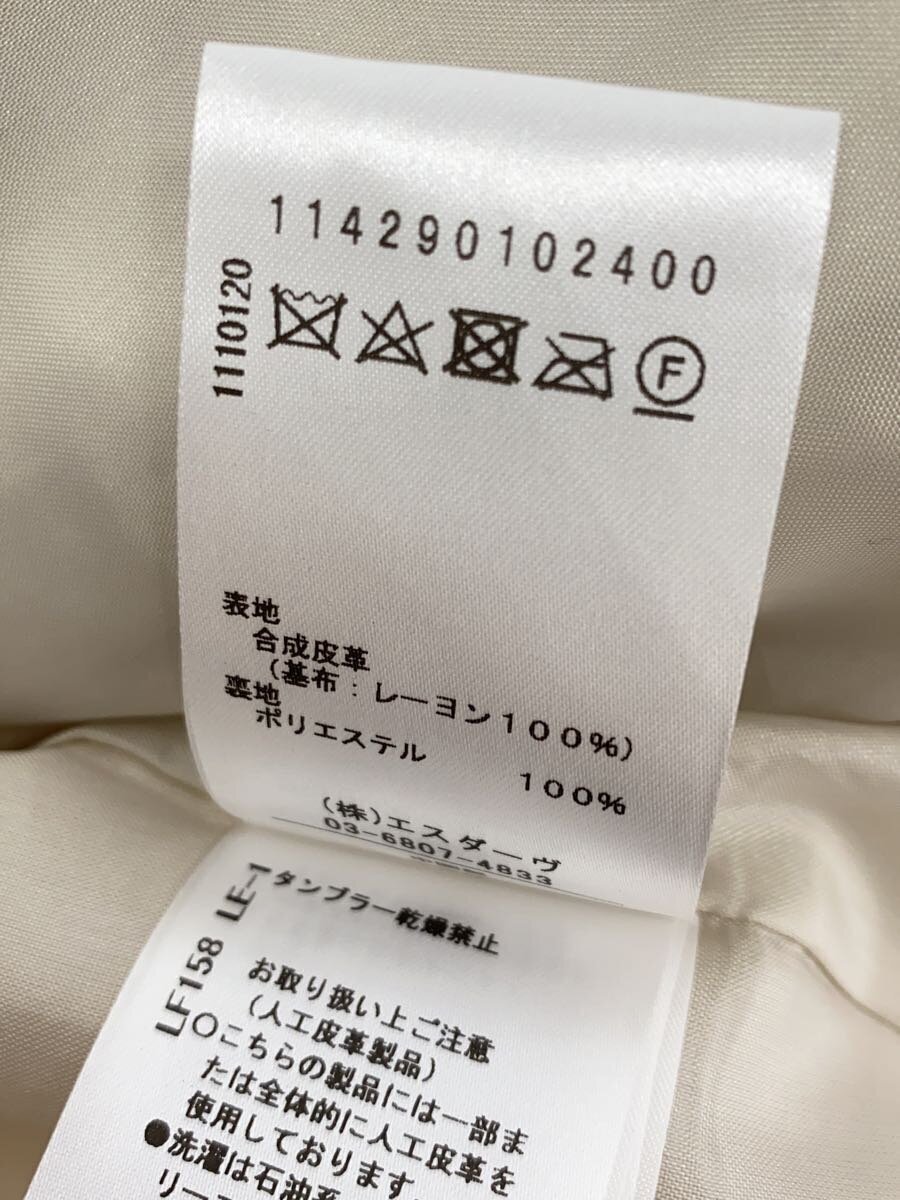 114290102400
1110120
F
表地
合成皮革
(基布：レーヨン100%)
裏地
ポリエステル 100%
(株)エスダーヴ
03-6807-4833
LE-1
タンブラー乾燥禁止
LF158
お取り扱い上ご注意
(人工皮革製品)
○こちらの製品には一部ま
たは全体的に人工皮革を
使用しております。
●洗濯は石油系